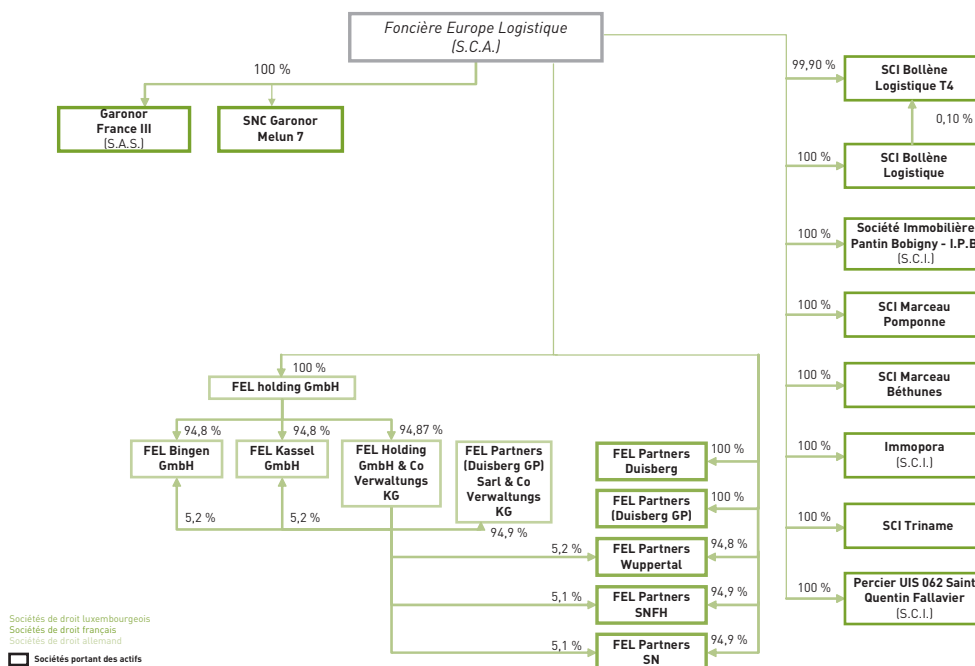 Foncière Europe Logistique
(S.C.A.)
100 %
Garonor
France III
(S.A.S.)
SNC Garonor
Melun 7
99,90 %
SCI Bollène
Logistique T4
0,10 %
100 %
SCI Bollène
Logistique
100 %
Société Immobilière
Pantin Bobigny - I.P.B
(S.C.I.)
100 %
SCI Marceau
Pomponne
100 %
SCI Marceau
Béthunes
100 %
Immopora
(S.C.I.)
100 %
SCI Triname
100 %
Percier UIS 062 Saint
Quentin Fallavier
(S.C.I.)
100 %
FEL holding GmbH
94,8 %
94,8 %
94,87 %
FEL Bingen
GmbH
FEL Kassel
GmbH
FEL Holding
GmbH & Co
Verwaltungs
KG
FEL Partners
(Duisberg GP)
Sarl & Co
Verwaltungs
KG
5,2 %
5,2 %
94,9 %
FEL Partners
Duisberg
100 %
FEL Partners
(Duisberg GP)
100 %
5,2 %
FEL Partners
Wuppertal
94,8 %
5,1 %
FEL Partners
SNFH
94,9 %
5,1 %
FEL Partners
SN
94,9 %
Sociétés de droit luxembourgeois
Sociétés de droit français
Sociétés de droit allemand
Sociétés portant des actifs